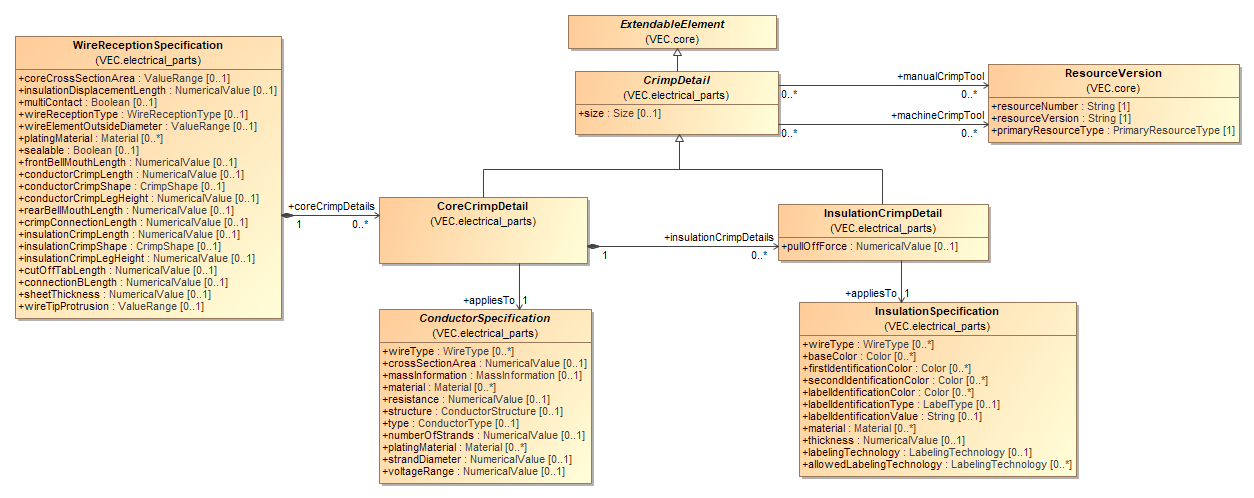 ExtendableElement
(VEC.core)
WireReceptionSpecification
(VEC.electrical_parts)
+coreCrossSectionArea : ValueRange [0..1]
+insulationDisplacementLength : NumericalValue [0..1]
+multiContact : Boolean [0..1]
+wireReceptionType : WireReceptionType [0..1]
+wireElementOutsideDiameter : ValueRange [0..1]
+platingMaterial : Material [0..*]
+sealable : Boolean [0..1]
+frontBellMouthLength : NumericalValue [0..1]
+conductorCrimpLength : NumericalValue [0..1]
+conductorCrimpShape : CrimpShape [0..1]
+conductorCrimpLegHeight : NumericalValue [0..1]
+rearBellMouthLength : NumericalValue [0..1]
+crimpConnectionLength : NumericalValue [0..1]
+insulationCrimpLength : NumericalValue [0..1]
+insulationCrimpShape : CrimpShape [0..1]
+insulationCrimpLegHeight : NumericalValue [0..1]
+cutOffTabLength : NumericalValue [0..1]
+connectionBLength : NumericalValue [0..1]
+sheetThickness : NumericalValue [0..1]
+wireTipProtrusion : ValueRange [0..1]
CrimpDetail
(VEC.electrical_parts)
+size : Size [0..1]
+manualCrimpTool
0..*
0..*
+machineCrimpTool
0..*
0..*
ResourceVersion
(VEC.core)
+resourceNumber : String [1]
+resourceVersion : String [1]
+primaryResourceType : PrimaryResourceType [1]
+coreCrimpDetails
1
0..*
CoreCrimpDetail
(VEC.electrical_parts)
+insulationCrimpDetails
1
0..*
InsulationCrimpDetail
(VEC.electrical_parts)
+pullOffForce : NumericalValue [0..1]
+appliesTo
1
+appliesTo
1
ConductorSpecification
(VEC.electrical_parts)
+wireType : WireType [0..*]
+crossSectionArea : NumericalValue [0..1]
+massInformation : MassInformation [0..1]
+material : Material [0..*]
+resistance : NumericalValue [0..1]
+structure : ConductorStructure [0..1]
+type : ConductorType [0..1]
+numberOfStrands : NumericalValue [0..1]
+platingMaterial : Material [0..*]
+strandDiameter : NumericalValue [0..1]
+voltageRange : NumericalValue [0..1]
InsulationSpecification
(VEC.electrical_parts)
+wireType : WireType [0..*]
+baseColor : Color [0..*]
+firstIdentificationColor : Color [0..*]
+secondIdentificationColor : Color [0..*]
+labelIdentificationColor : Color [0..*]
+labelIdentificationType : LabelType [0..1]
+labelIdentificationValue : String [0..1]
+material : Material [0..*]
+thickness : NumericalValue [0..1]
+labelingTechnology : LabelingTechnology [0..1]
+allowedLabelingTechnology : LabelingTechnology [0..*]